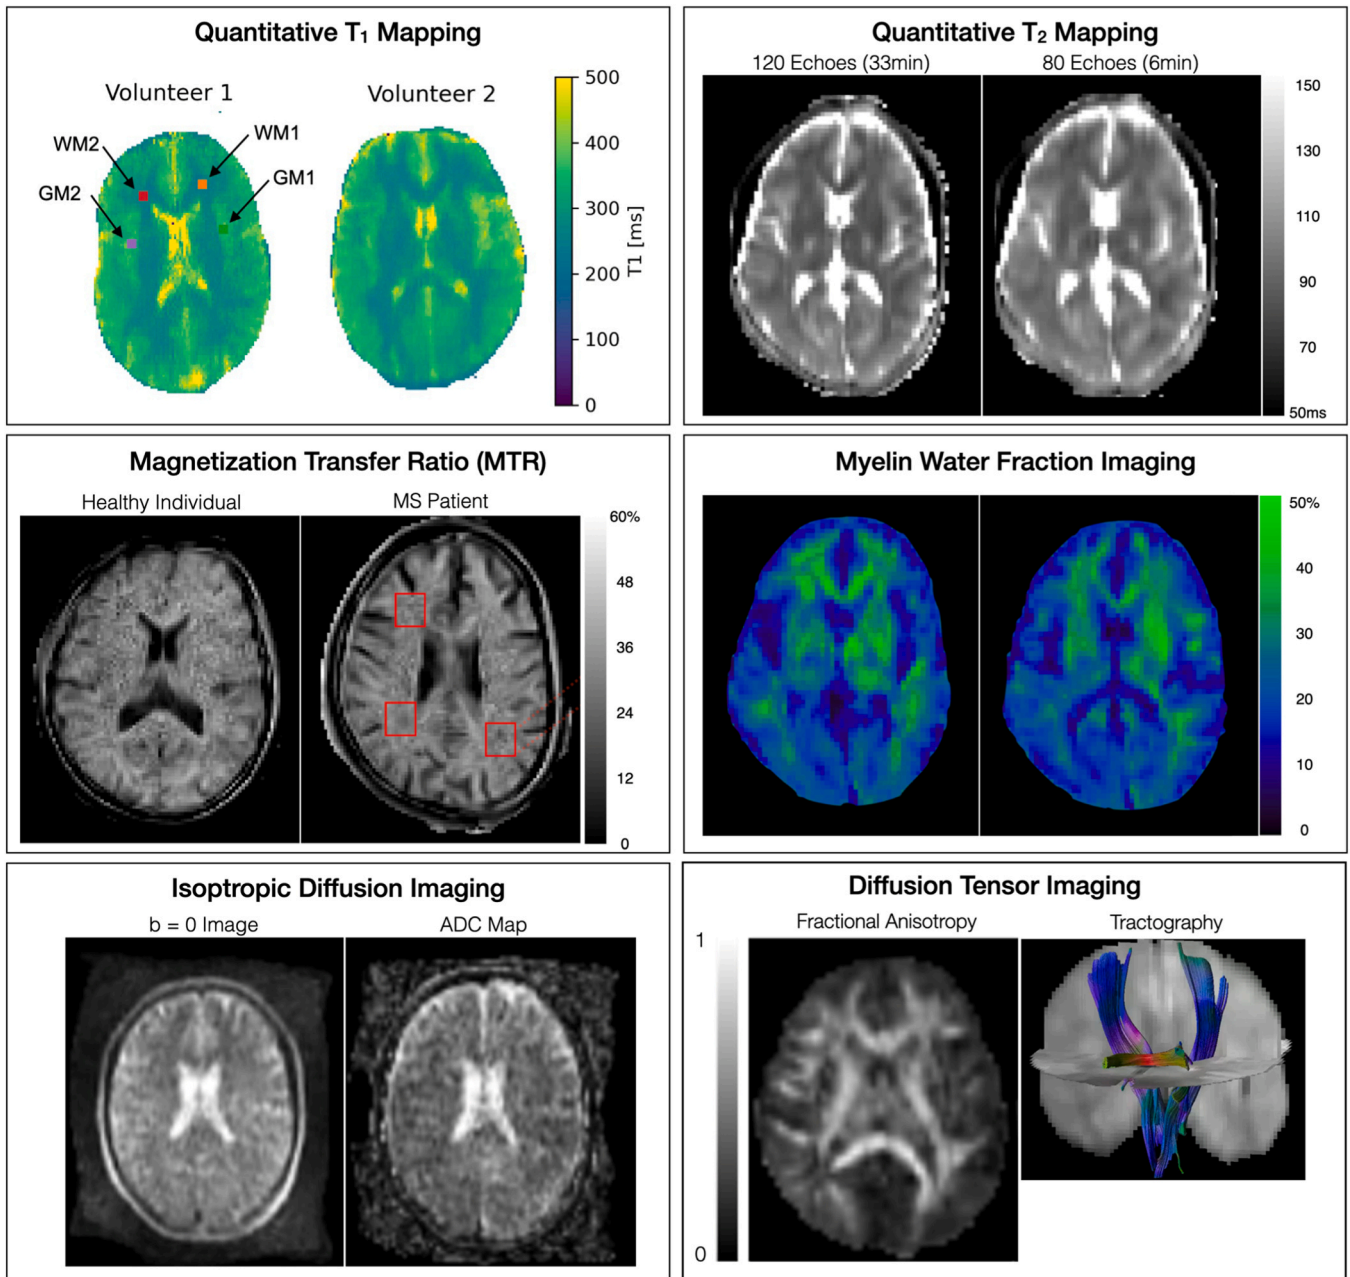 Quantitative T₁ Mapping
Volunteer 1
Volunteer 2
WM2
WM1
GM2
GM1
500
400
300
200
100
0
T1 [ms]
Quantitative T₂ Mapping
120 Echoes (33min)
80 Echoes (6min)
150
130
110
90
70
50ms
Magnetization Transfer Ratio (MTR)
Healthy Individual
MS Patient
60%
48
36
24
12
0
Myelin Water Fraction Imaging
50%
40
30
20
10
0
Isoptropic Diffusion Imaging
b = 0 Image
ADC Map
Diffusion Tensor Imaging
Fractional Anisotropy
Tractography
1
0